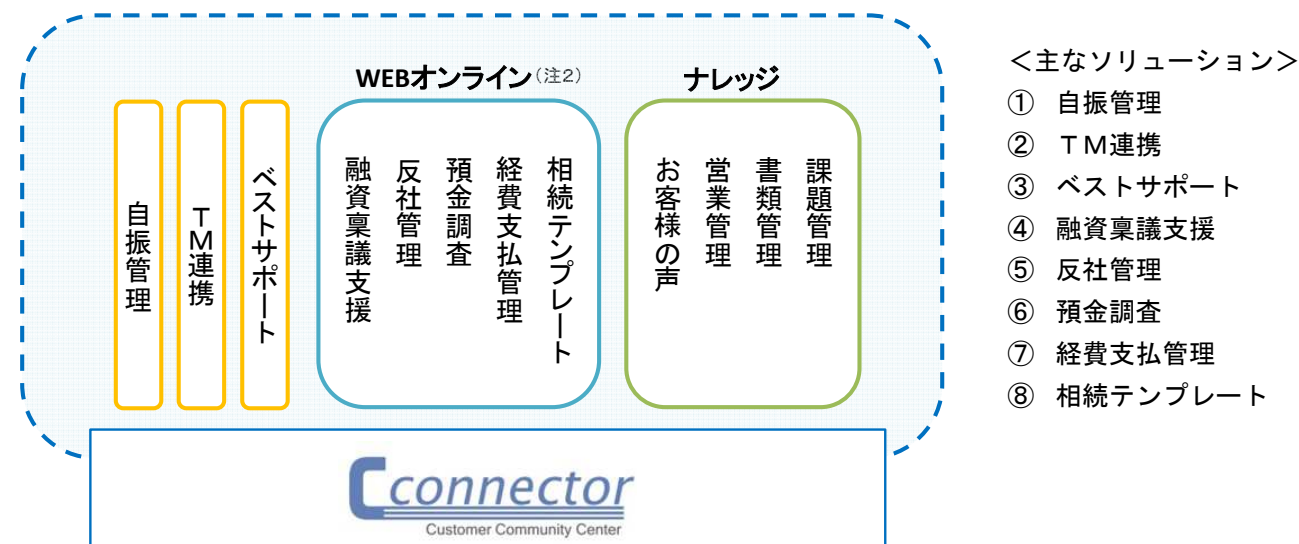 WEBオンライン(注2)
ナレッジ
自振管理
TM連携
ベストサポート
融資稟議支援
反社管理
預金調査
経費支払管理
相続テンプレート
お客様の声
営業管理
書類管理
課題管理
Cconnector
Customer Community Center
<主なソリューション>
① 自振管理
② TM連携
③ ベストサポート
④ 融資稟議支援
⑤ 反社管理
⑥ 預金調査
⑦ 経費支払管理
⑧ 相続テンプレート